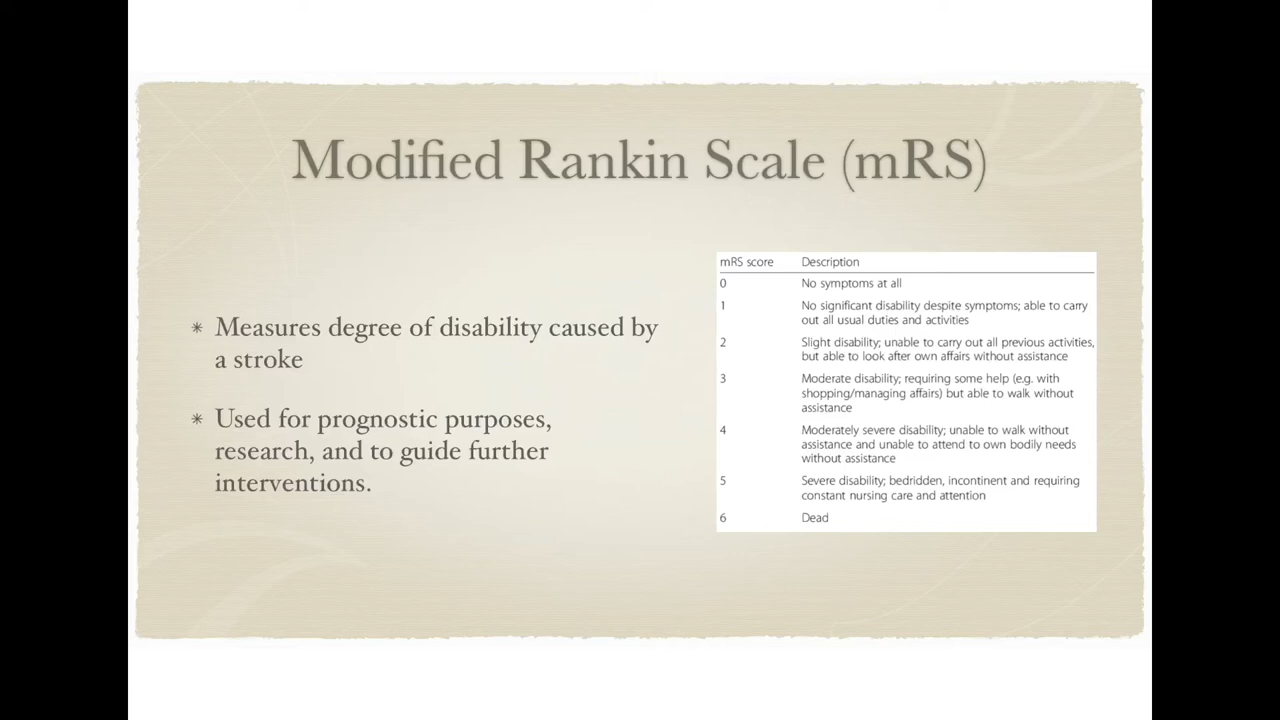 Modified Rankin Scale (mRS)
* Measures degree of disability caused by
a stroke
* Used for prognostic purposes,
research, and to guide further
interventions.
mRS score Description
0 No symptoms at all
1 No significant disability despite symptoms; able to carry
out all usual duties and activities
2 Slight disability; unable to carry out all previous activities,
but able to look after own affairs without assistance
3 Moderate disability; requiring some help (e.g. with
shopping/managing affairs) but able to walk without
assistance
4 Moderately severe disability; unable to walk without
assistance and unable to attend to own bodily needs
without assistance
5 Severe disability; bedridden, incontinent and requiring
constant nursing care and attention
6 Dead